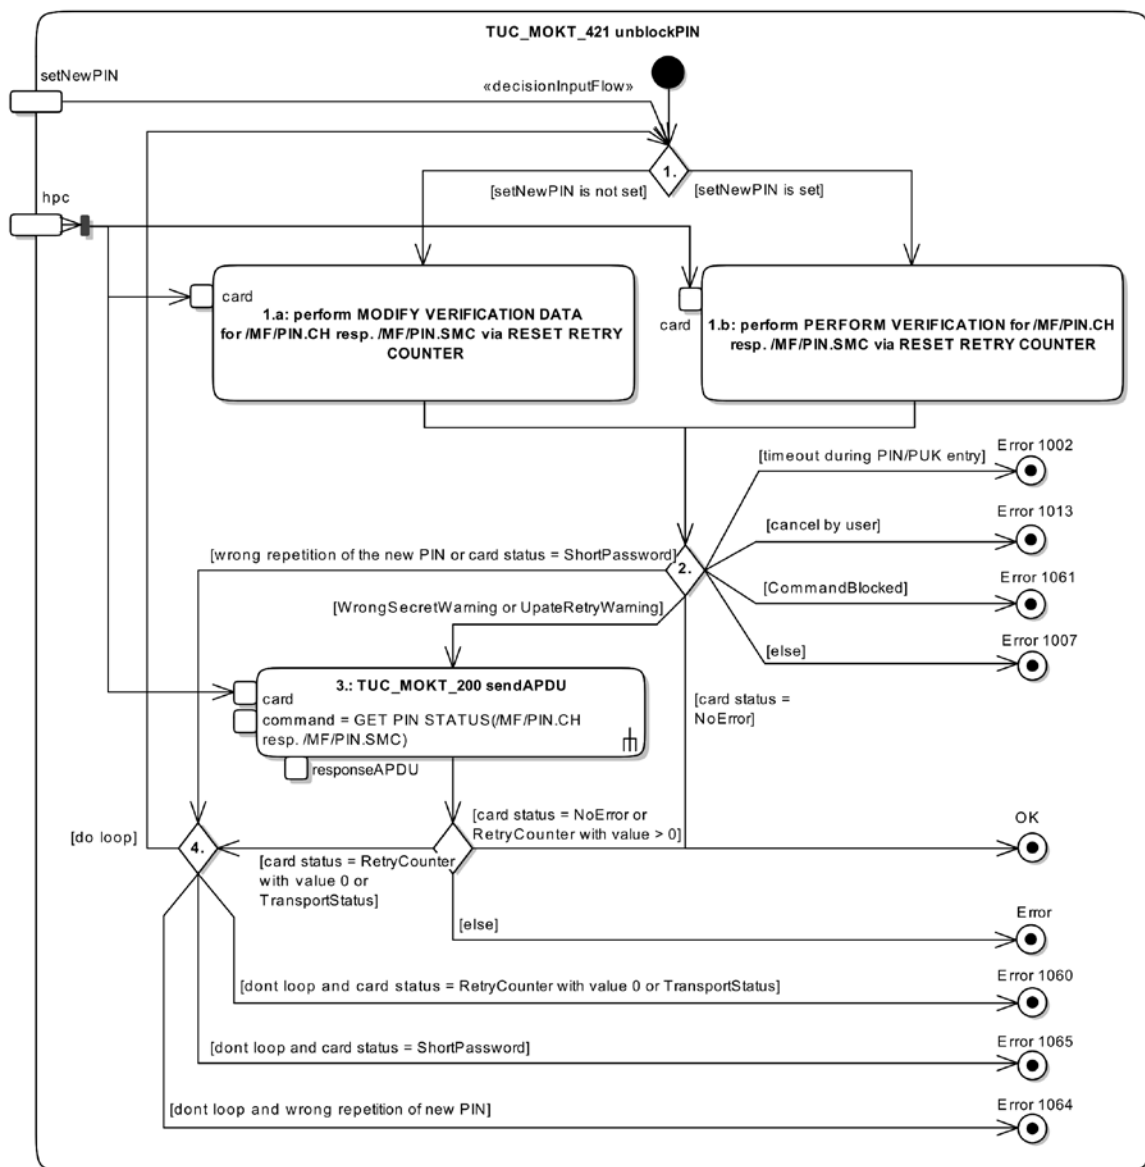 TUC_MOKT_421 unblockPIN
setNewPIN
«decisionInputFlow»
1.
[setNewPIN is not set]
[setNewPIN is set]
hpc
card
1.a: perform MODIFY VERIFICATION DATA
for /MF/PIN.CH resp. /MF/PIN.SMC via RESET RETRY
COUNTER
card
1.b: perform PERFORM VERIFICATION for /MF/PIN.CH
resp. /MF/PIN.SMC via RESET RETRY COUNTER
Error 1002
[timeout during PIN/PUK entry]
Error 1013
[cancel by user]
[wrong repetition of the new PIN or card status = ShortPassword]
2.
Error 1061
[CommandBlocked]
[WrongSecretWarning or UpateRetryWarning]
Error 1007
[else]
3.: TUC_MOKT_200 sendAPDU
card
command = GET PIN STATUS(/MF/PIN.CH
resp. /MF/PIN.SMC)
responseAPDU
[card status =
NoError]
[card status = NoError or
RetryCounter with value > 0]
OK
[do loop]
4.
[card status = RetryCounter
with value 0 or
TransportStatus]
[else]
Error
[dont loop and card status = RetryCounter with value 0 or TransportStatus]
Error 1060
[dont loop and card status = ShortPassword]
Error 1065
[dont loop and wrong repetition of new PIN]
Error 1064